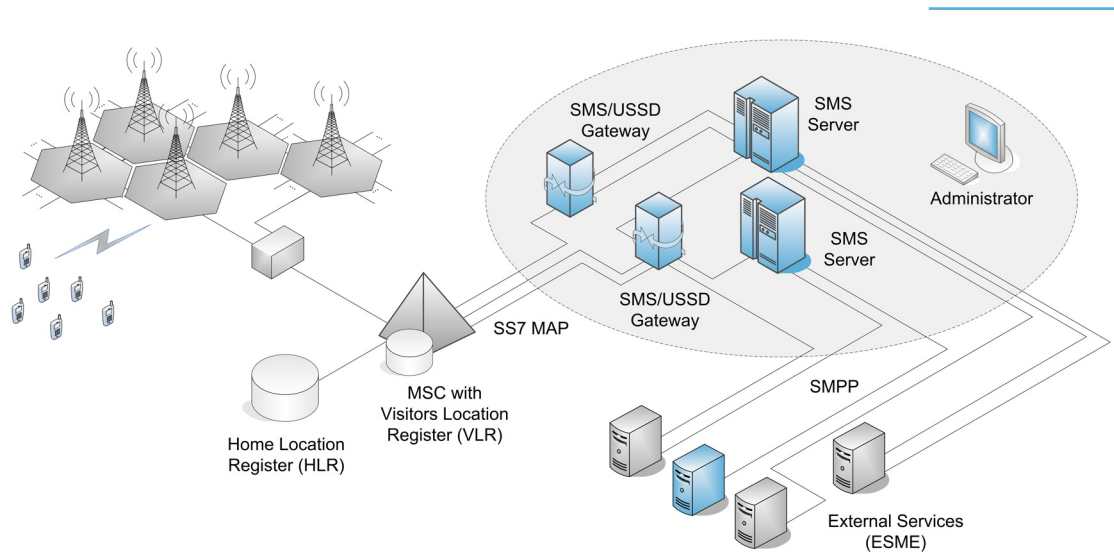 SMS/USSD
Gateway
SMS
Server
Administrator
SMS
Server
SMS/USSD
Gateway
SS7 MAP
MSC with
Visitors Location
Register (VLR)
SMPP
Home Location
Register (HLR)
External Services
(ESME)